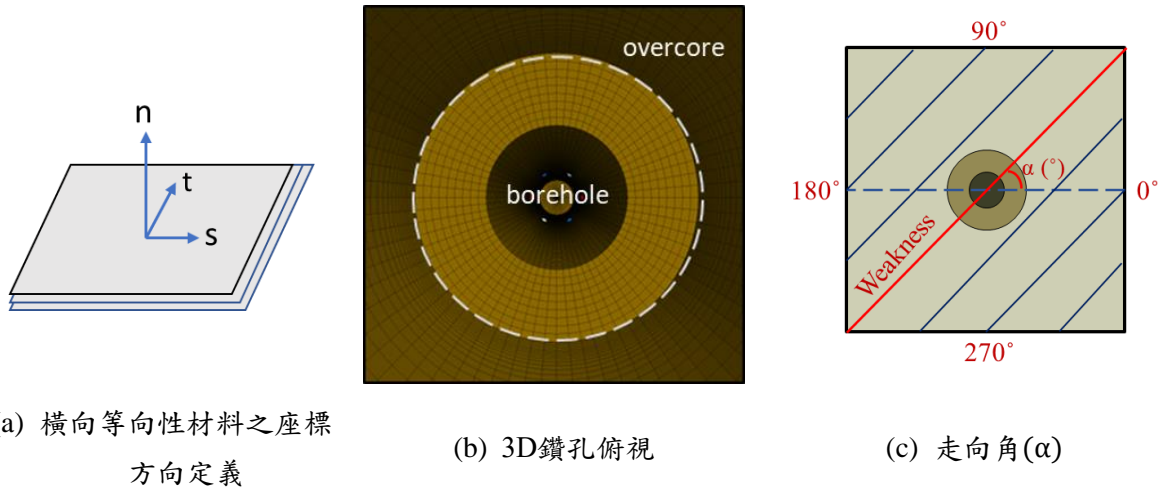 n
t
s
overcore
borehole
90°
180°
α (°)
0°
Weakness
270°
a) 橫向等向性材料之座標
方向定義
(b) 3D鑽孔俯視
(c) 走向角(α)